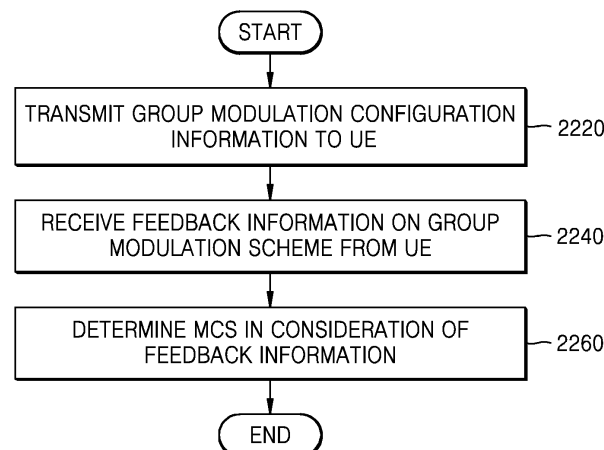 START
TRANSMIT GROUP MODULATION CONFIGURATION
INFORMATION TO UE
2220
RECEIVE FEEDBACK INFORMATION ON GROUP
MODULATION SCHEME FROM UE
2240
DETERMINE MCS IN CONSIDERATION OF
FEEDBACK INFORMATION
2260
END